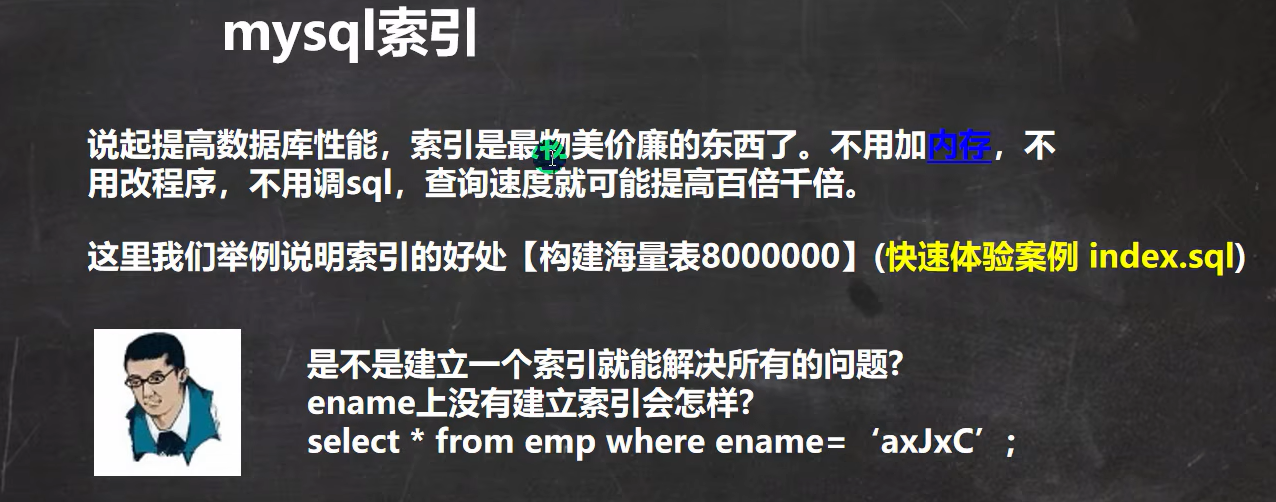 mysql索引
说起提高数据库性能，索引是最物美价廉的东西了。不用加内存，不
用改程序，不用调sql，查询速度就可能提高百倍千倍。
这里我们举例说明索引的好处【构建海量表8000000】(快速体验案例 index.sql)
是不是建立一个索引就能解决所有的问题?
ename上没有建立索引会怎样?
select * from emp where ename=‘axJxC’;